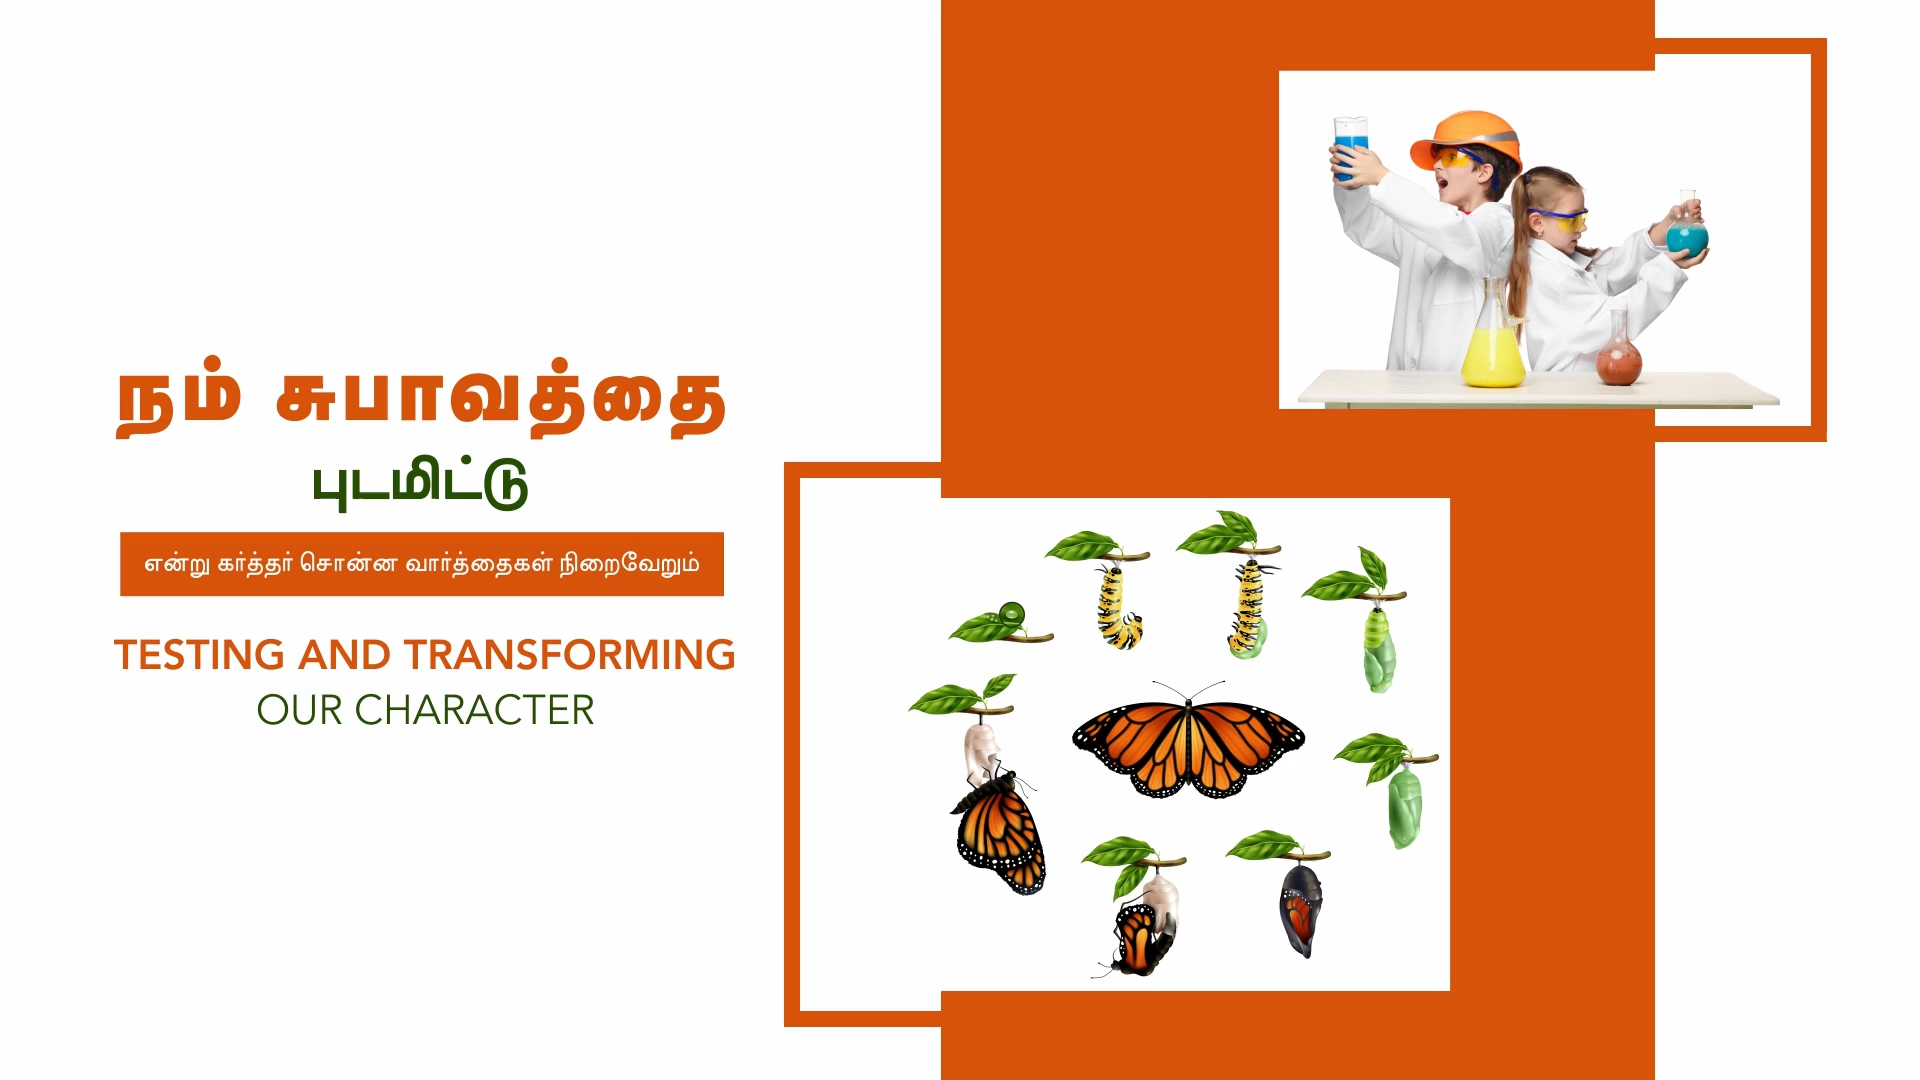 நம் சுபாவத்தை
புடமிட்டு
என்று கர்த்தர் சொன்ன வார்த்தைகள் நிறைவேறும்
TESTING AND TRANSFORMING
OUR CHARACTER